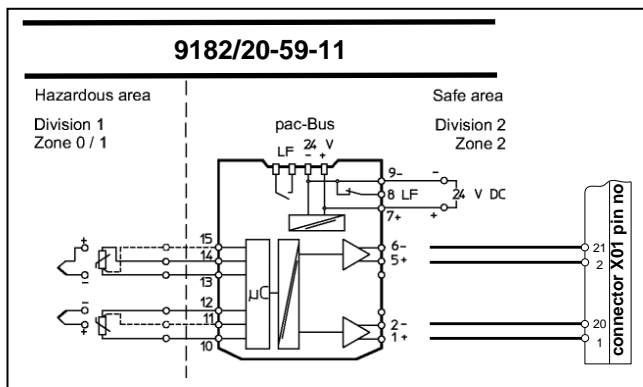 9182/20-59-11
Hazardous area
Safe area
Division 1
Zone 0 / 1
pac-Bus
Division 2
Zone 2
LF 24 V
- +
9-
8 LF
7+
-
24 V DC
+
15
14
13
12
11
10
+
-
-
+
µC
6-
5+
2-
1+
21
2
20
1
connector X01 pin no